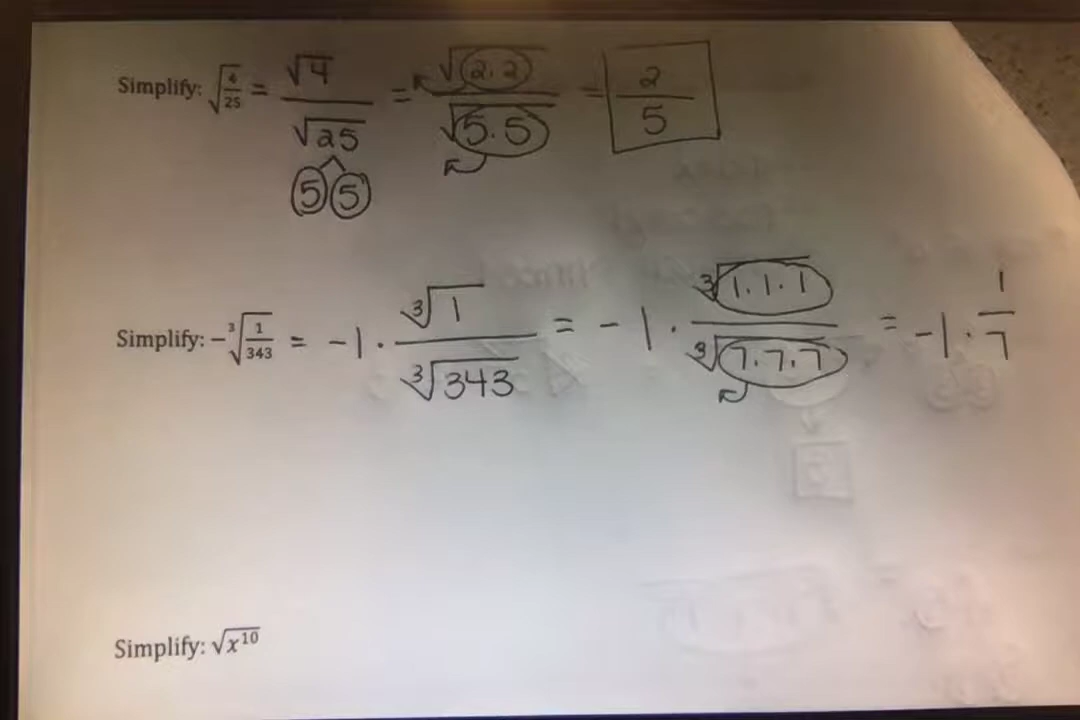 Simplify: √(4/25) = √4/√25 = √(2·2)/√(5·5) = 2/5
5 5
Simplify: -∛(1/343) = -1 · ∛1/∛343 = -1 · ∛(1·1·1)/∛(7·7·7) = -1 · 1/7
Simplify: √x¹⁰